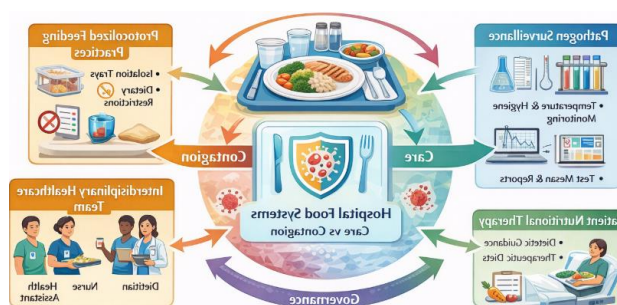 Protocolized Feeding
Practices
• Isolation Trays
• Dietary
Restrictions
Pathogen Surveillance
• Temperature & Hygiene
Monitoring
• Test Mesan & Reports
Contagion
Care
Hospital Food Systems
Care vs Contagion
Interdisciplinary Healthcare
Team
Dietitian
Nurse
Health
Assistant
Patient Nutritional Therapy
• Dietetic Guidance
• Therapeutic Diets
Governance